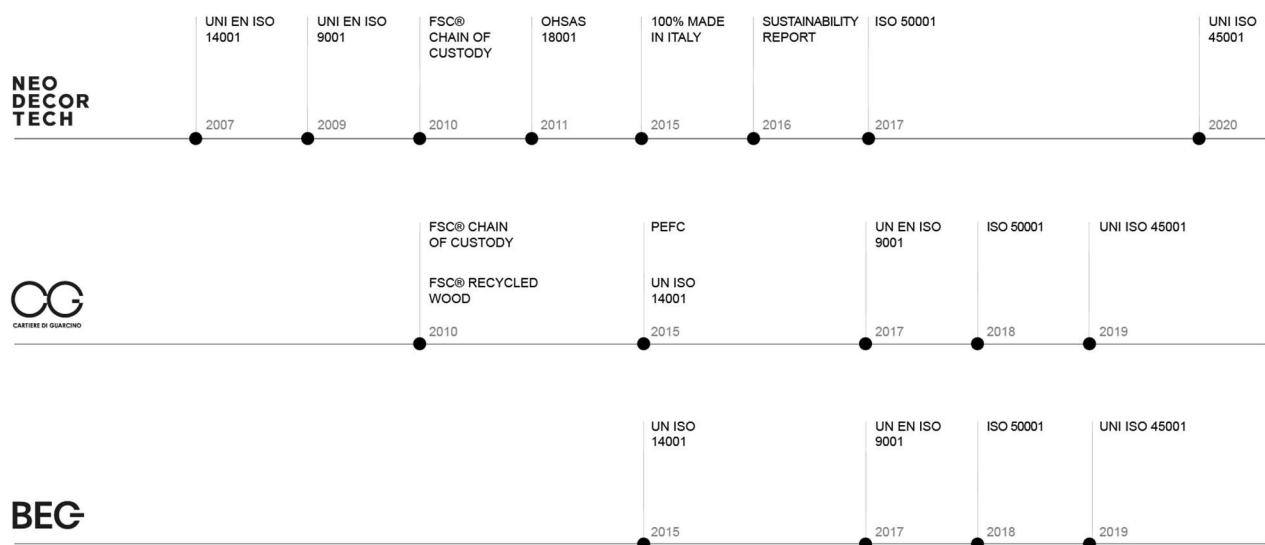 UNI EN ISO
14001
UNI EN ISO
9001
FSC®
CHAIN OF
CUSTODY
OHSAS
18001
100% MADE
IN ITALY
SUSTAINABILITY
REPORT
ISO 50001
UNI ISO
45001
NEO
DECOR
TECH
2007
2009
2010
2011
2015
2016
2017
2020
FSC® CHAIN
OF CUSTODY
FSC® RECYCLED
WOOD
PEFC
UN ISO
14001
UN EN ISO
9001
ISO 50001
UNI ISO 45001
CG
CARTIERE DI GUARCINO
2010
2015
2017
2018
2019
UN ISO
14001
UN EN ISO
9001
ISO 50001
UNI ISO 45001
BEG
2015
2017
2018
2019